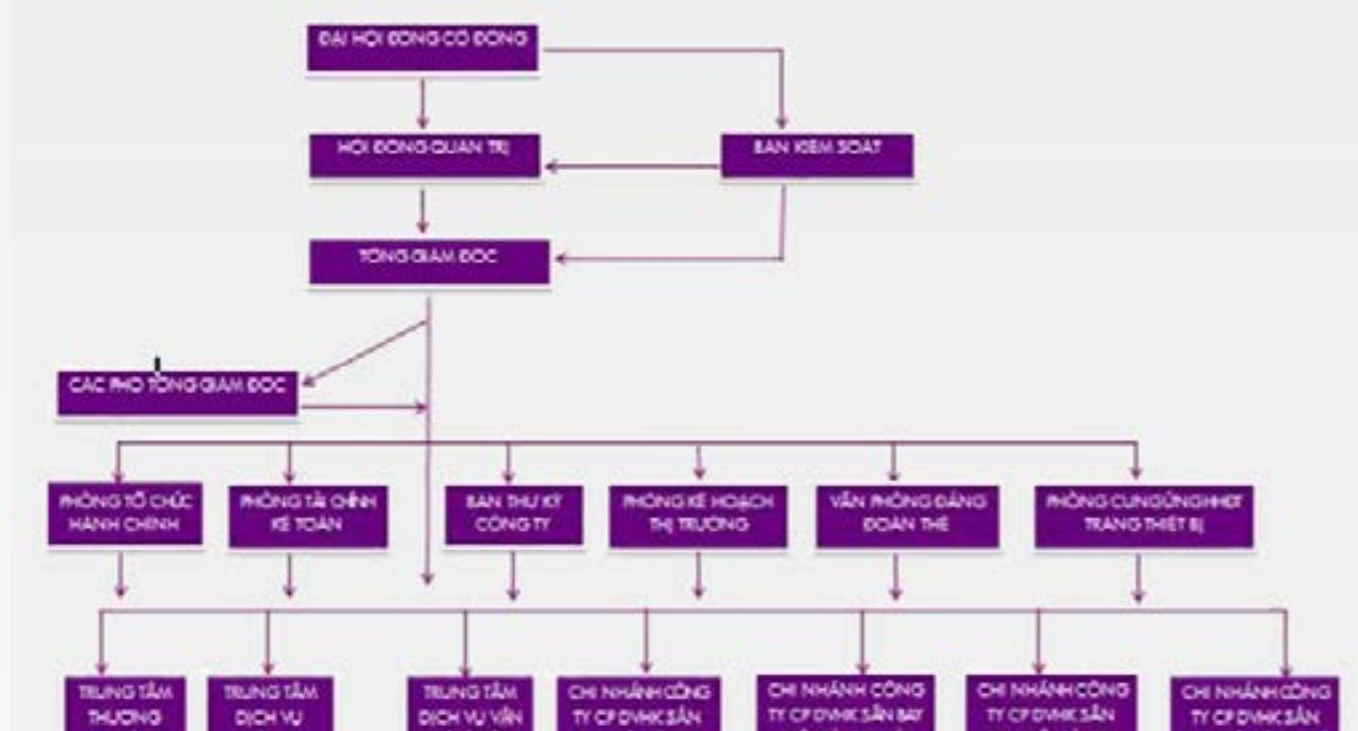 ĐẠI HỘI ĐỒNG CỔ ĐÔNG
HỘI ĐỒNG QUẢN TRỊ
BAN KIỂM SOÁT
TỔNG GIÁM ĐỐC
CÁC PHÓ TỔNG GIÁM ĐỐC
PHÒNG TỔ CHỨC
HÀNH CHÍNH
PHÒNG TÀI CHÍNH
KẾ TOÁN
BAN THƯ KÝ
CÔNG TY
PHÒNG KẾ HOẠCH
THỊ TRƯỜNG
VĂN PHÒNG ĐẢNG
ĐOÀN THỂ
PHÒNG CUNG ỨNG HHĐT
TRANG THIẾT BỊ
TRUNG TÂM
THƯƠNG
TRUNG TÂM
DỊCH VỤ
TRUNG TÂM
DỊCH VỤ VĂN
CHI NHÁNH CÔNG
TY CP DVHK SÂN
CHI NHÁNH CÔNG
TY CP DVHK SÂN BAY
CHI NHÁNH CÔNG
TY CP DVHK SÂN
CHI NHÁNH CÔNG
TY CP DVHK SÂN